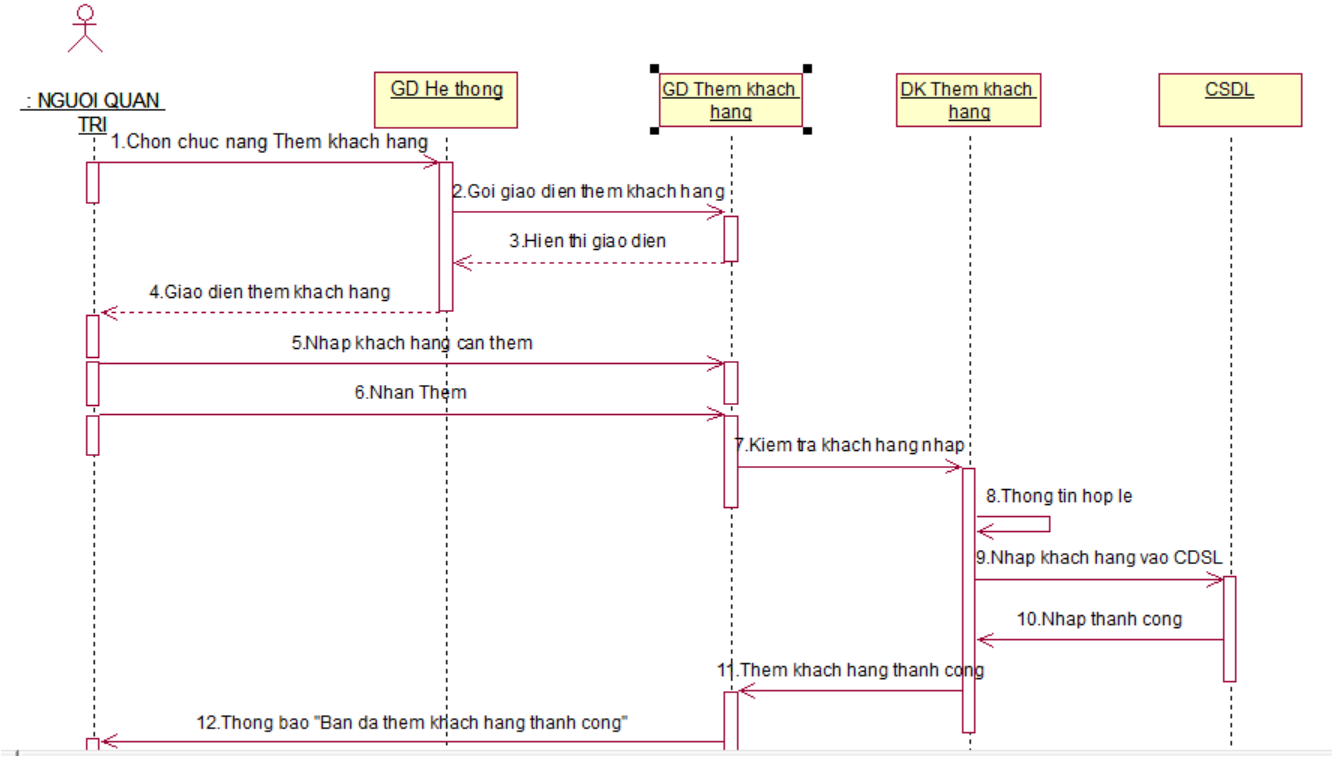 : NGUOI QUAN
TRI
GD He thong
GD Them khach
hang
DK Them khach
hang
CSDL
1.Chon chuc nang Them khach hang
2.Goi giao dien them khach hang
3.Hien thi giao dien
4.Giao dien them khach hang
5.Nhap khach hang can them
6.Nhan Them
7.Kiem tra khach hang nhap
8.Thong tin hop le
9.Nhap khach hang vao CDSL
10.Nhap thanh cong
11.Them khach hang thanh cong
12.Thong bao "Ban da them khach hang thanh cong"